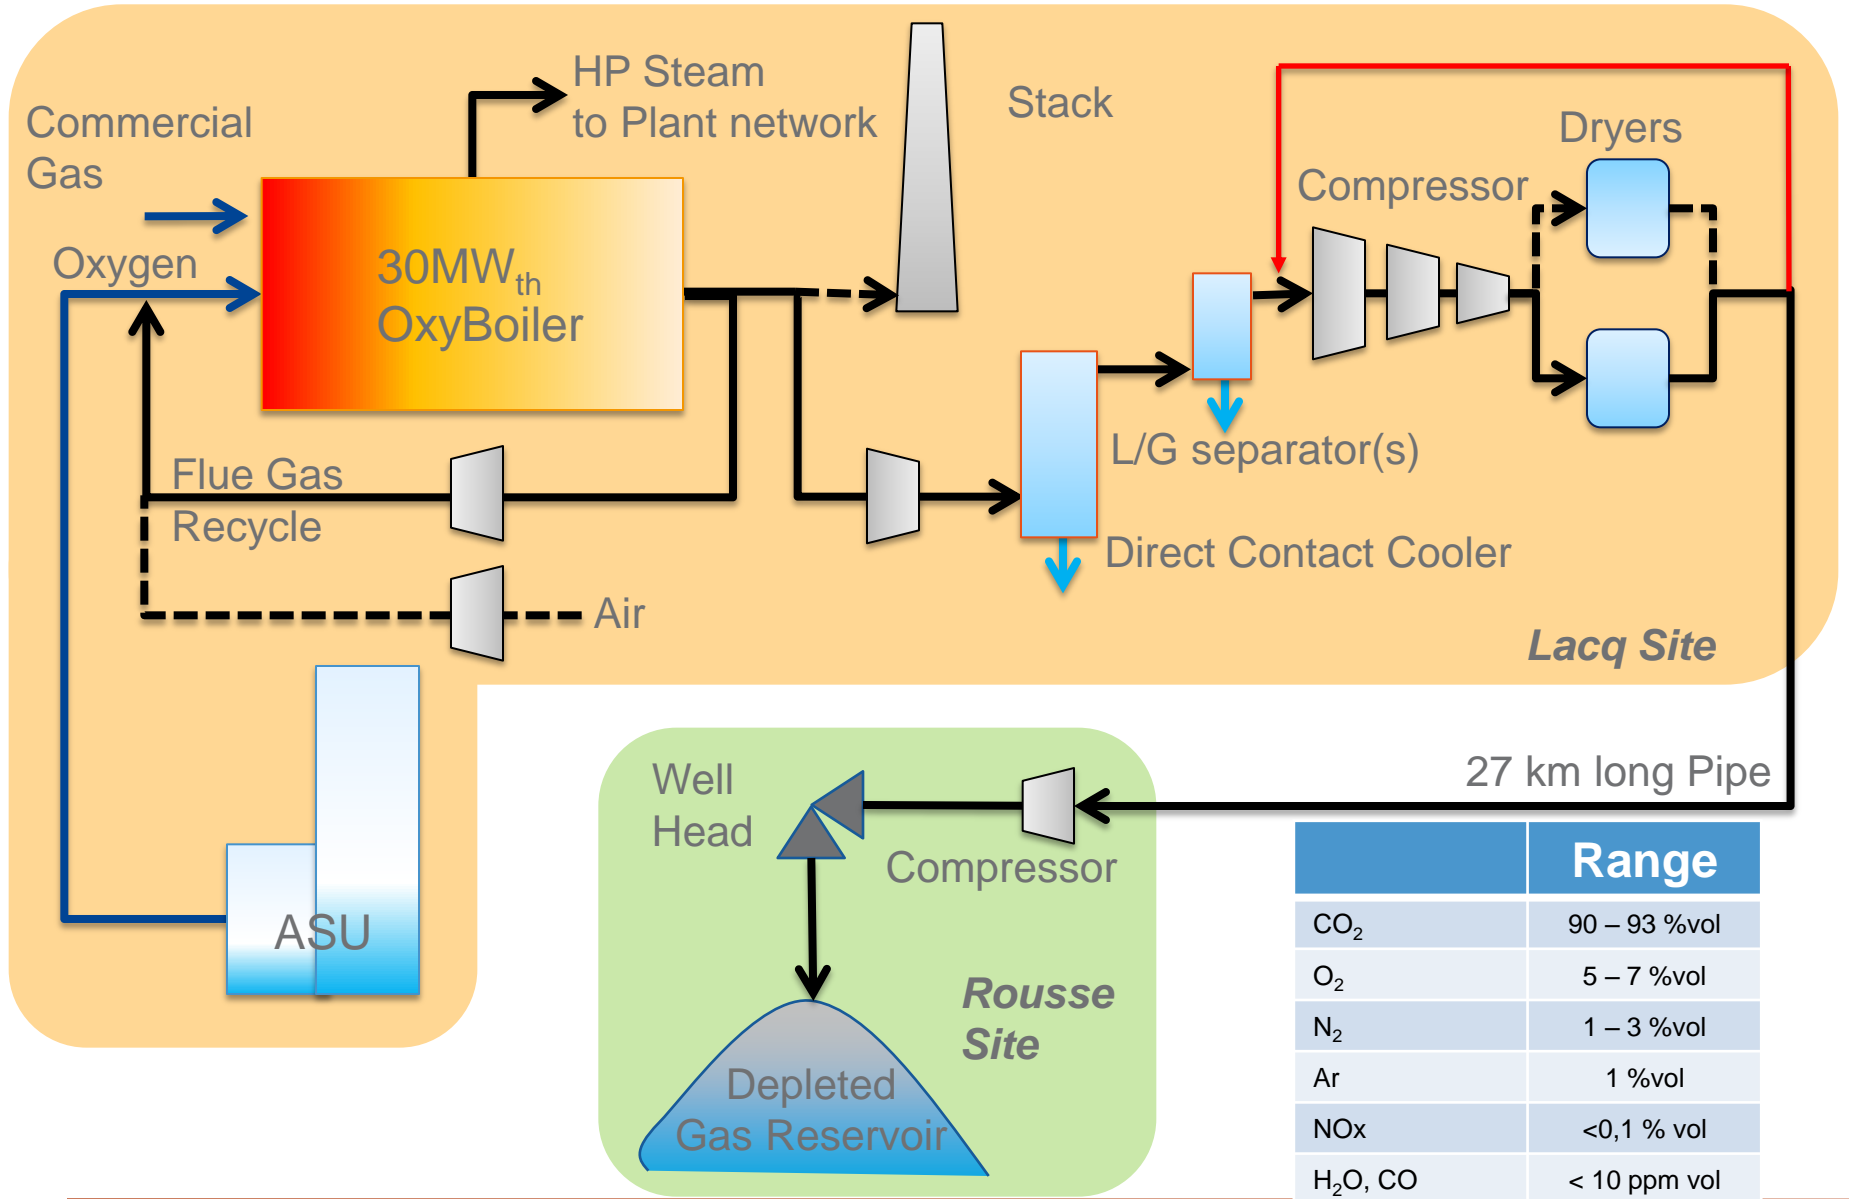 HP Steam
to Plant network
Stack
Commercial
Gas
Dryers
Compressor
Oxygen
30MWth
OxyBoiler
L/G separator(s)
Flue Gas
Recycle
Direct Contact Cooler
Air
Lacq Site
27 km long Pipe
Well
Head
Compressor
ASU
Rousse
Site
Depleted
Gas Reservoir
Range
CO2 90 – 93 %vol
O2 5 – 7 %vol
N2 1 – 3 %vol
Ar 1 %vol
NOx <0,1 % vol
H2O, CO < 10 ppm vol